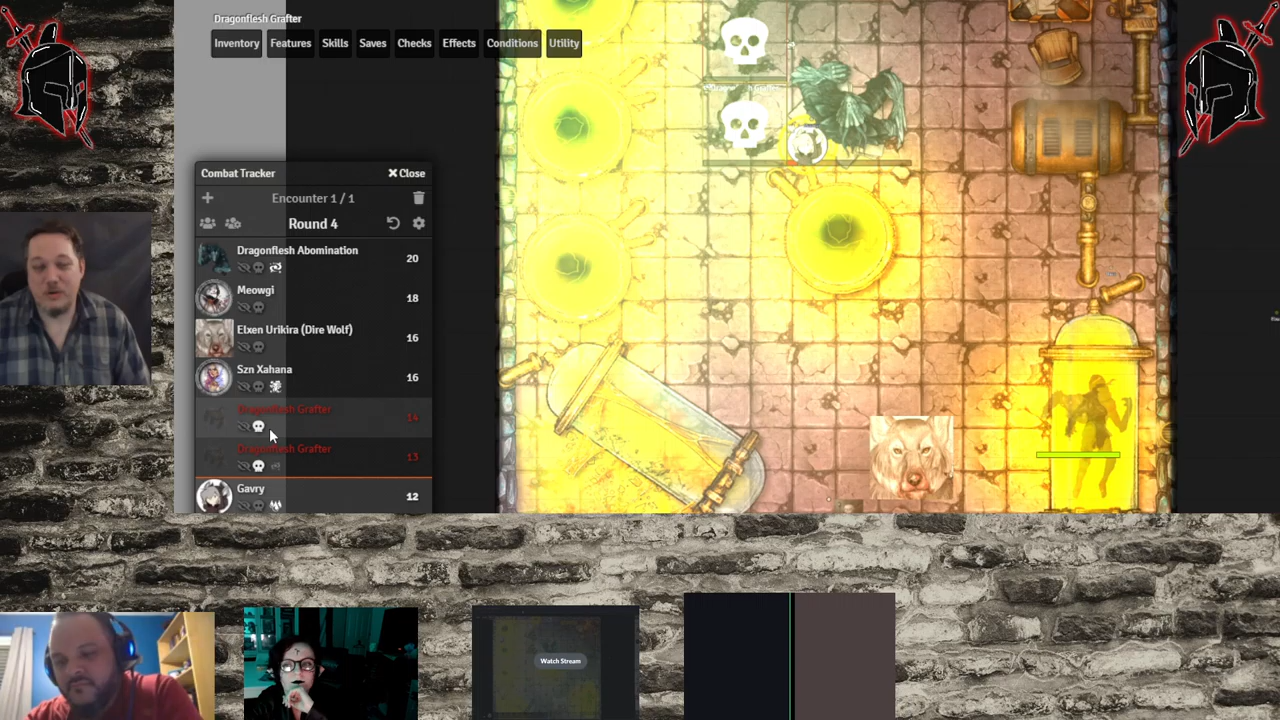 Dragonflesh Grafter
Inventory Features Skills Saves Checks Effects Conditions Utility
Combat Tracker Close
Encounter 1 / 1
Round 4
Dragonflesh Abomination 20
Meowgi 18
Elxen Urikira (Dire Wolf) 16
Szn Xahana 16
Dragonflesh Grafter 14
Dragonflesh Grafter 13
Gavry 12
Watch Stream